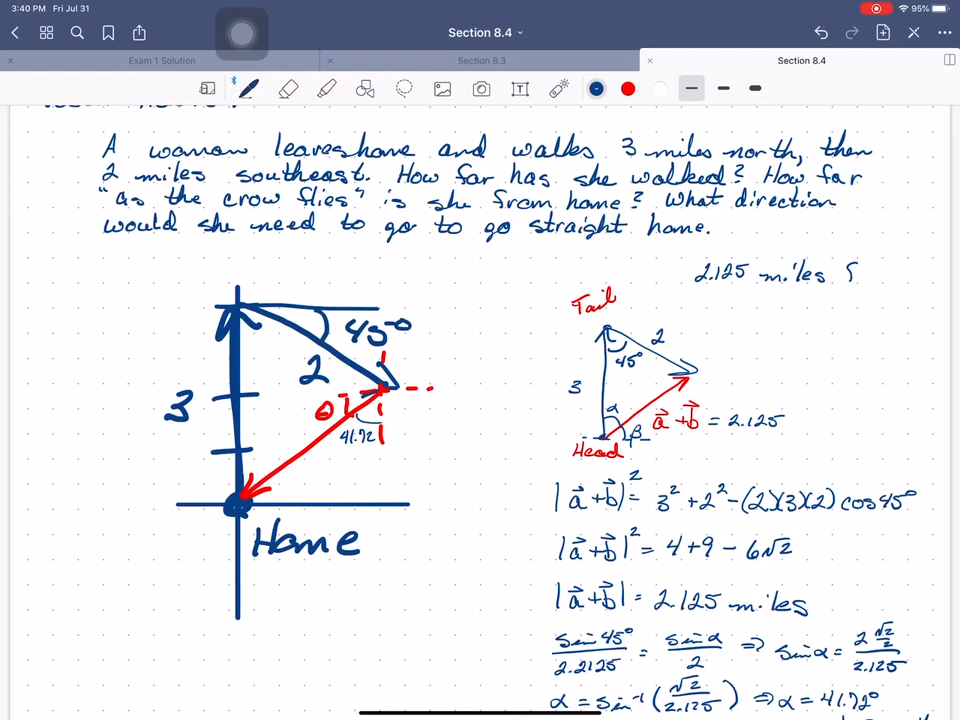 3:40 PM Fri Jul 31
95%
Section 8.4
Exam 1 Solution
Section 8.3
Section 8.4
A woman leaves home and walks 3 miles north, then
2 miles southeast. How far has she walked? How far
"as the crow flies" is she from home? What direction
would she need to go to go straight home.
2.125 miles S
Tail
45°
2
3
θ
41.72
Home
2
45°
3
α
β
Head
a⃗+b⃗ = 2.125
|a⃗+b⃗|² = 3² + 2² - (2)(3)(2) cos 45°
|a⃗+b⃗|² = 4+9 - 6√2
|a⃗+b⃗| = 2.125 miles
sin 45° / 2.2125 = sin α / 2 ⇒ sin α = 2 √2/2 / 2.125
α = sin⁻¹ (√2 / 2.125) ⇒ α = 41.72°